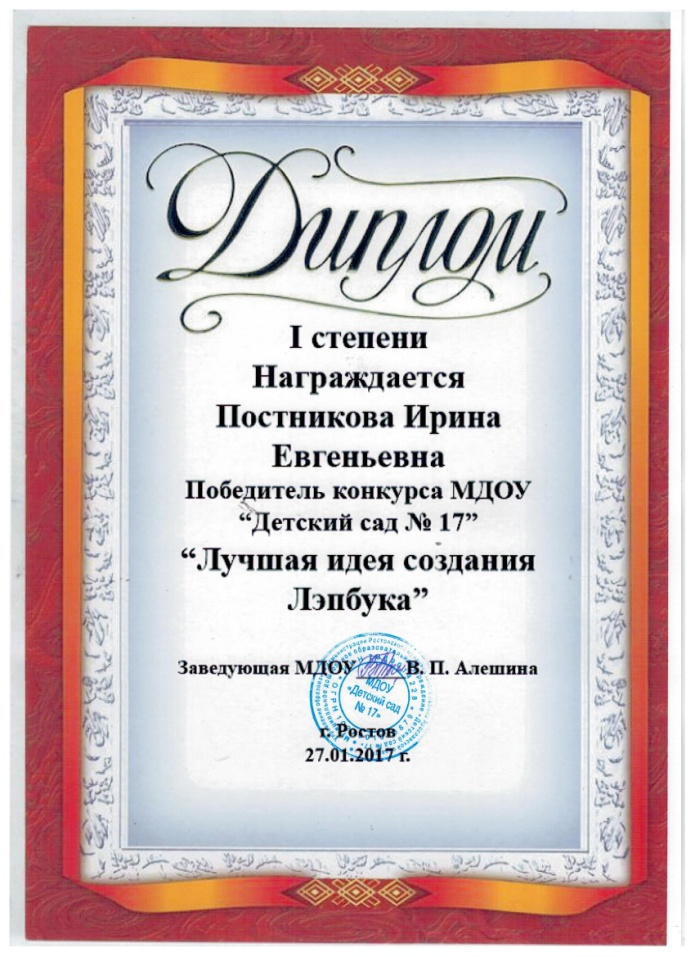 Диплом
I степени
Награждается
Постникова Ирина
Евгеньевна
Победитель конкурса МДОУ
“Детский сад № 17”
“Лучшая идея создания
Лэпбука”
Заведующая МДОУ В. П. Алешина
МДОУ
«Детский сад
№ 17»
г. Ростов
27.01.2017 г.